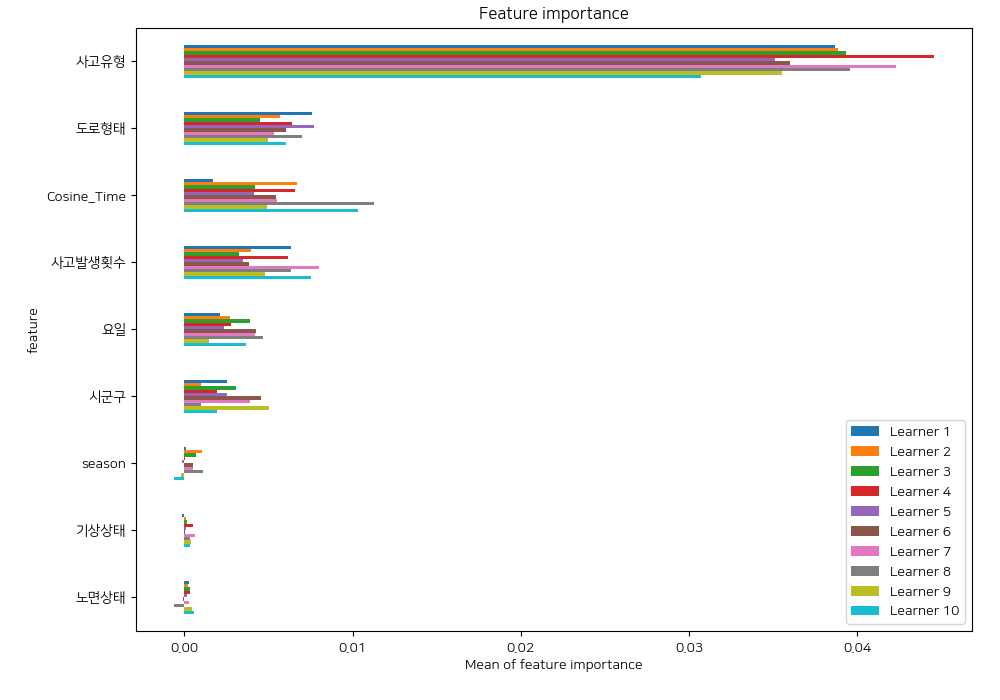 Feature importance
사고유형
도로형태
Cosine_Time
사고발생횟수
요일
시군구
season
기상상태
노면상태
feature
0.00
0.01
0.02
0.03
0.04
Mean of feature importance
Learner 1
Learner 2
Learner 3
Learner 4
Learner 5
Learner 6
Learner 7
Learner 8
Learner 9
Learner 10